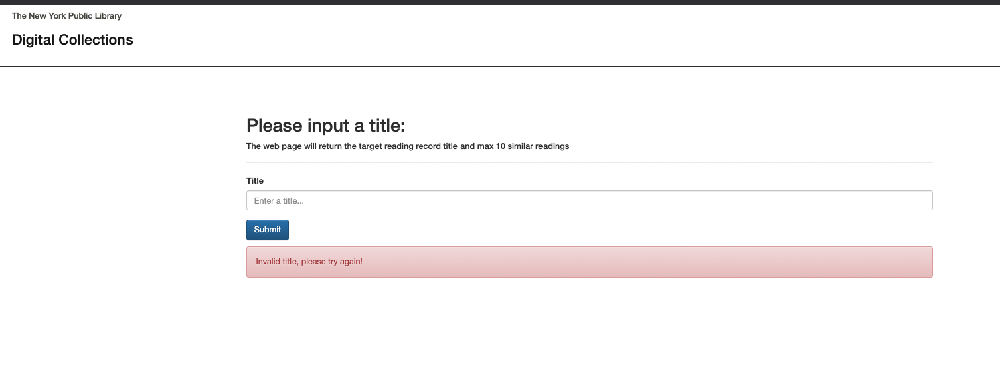 The New York Public Library
Digital Collections
Please input a title:
The web page will return the target reading record title and max 10 similar readings
Title
Enter a title...
Submit
Invalid title, please try again!